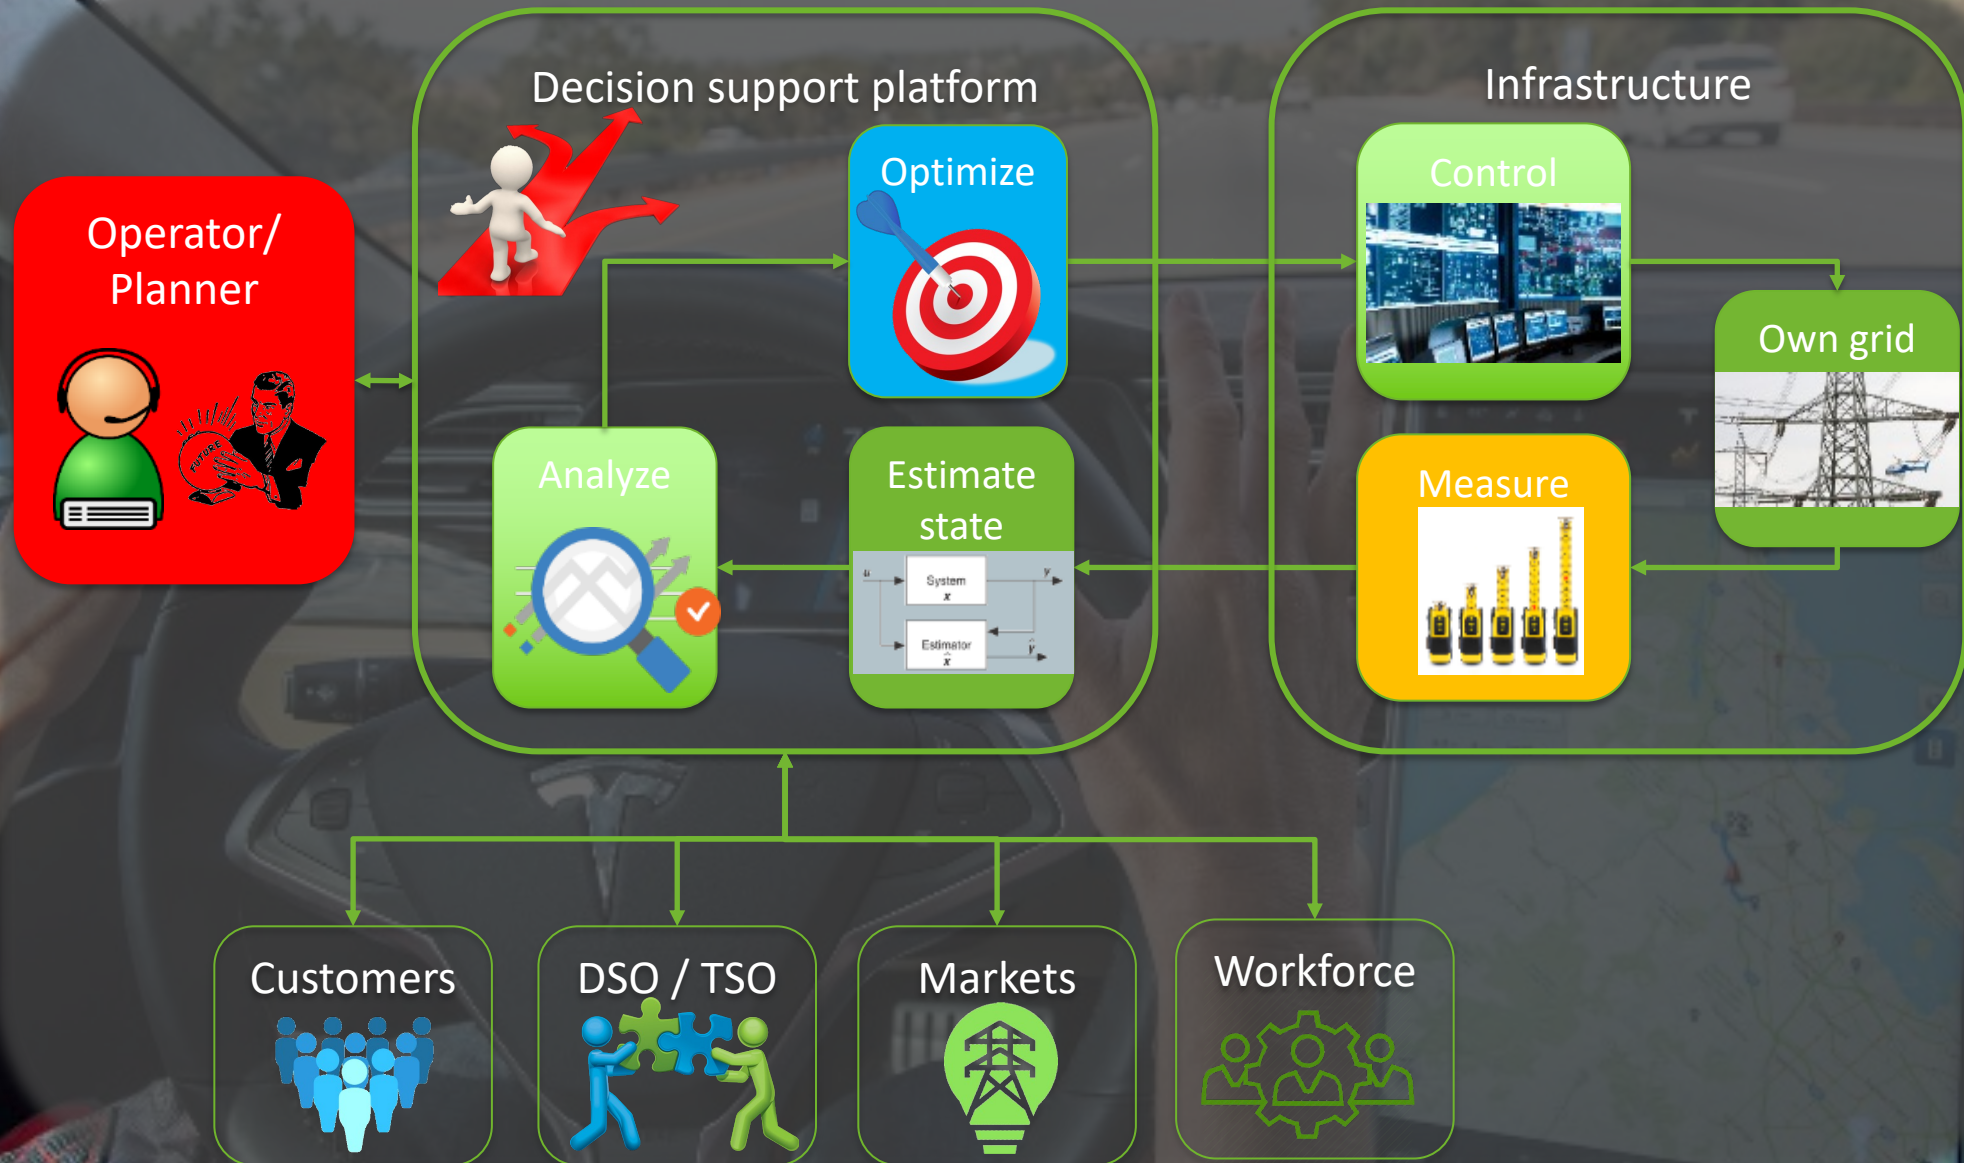 Decision support platform
Infrastructure
Operator/
Planner
FUTURE
Optimize
Control
Own grid
Analyze
Estimate
state
u
System
x
y
Estimator
x̂
ŷ
Measure
Customers
DSO / TSO
Markets
Workforce